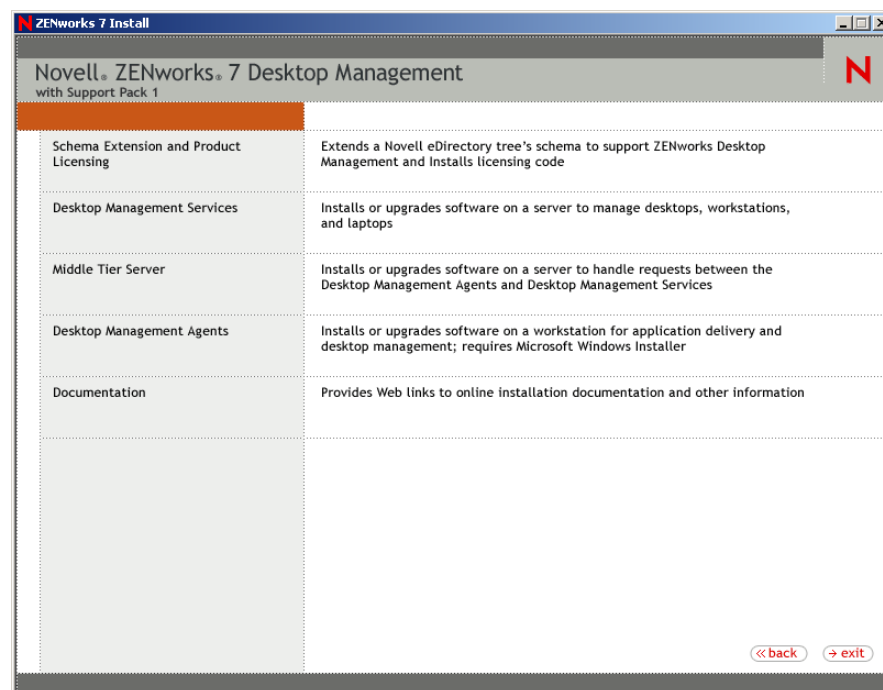 N ZENworks 7 Install
Novell® ZENworks® 7 Desktop Management
with Support Pack 1
N
Schema Extension and Product
Licensing
Extends a Novell eDirectory tree's schema to support ZENworks Desktop
Management and Installs licensing code
Desktop Management Services
Installs or upgrades software on a server to manage desktops, workstations,
and laptops
Middle Tier Server
Installs or upgrades software on a server to handle requests between the
Desktop Management Agents and Desktop Management Services
Desktop Management Agents
Installs or upgrades software on a workstation for application delivery and
desktop management; requires Microsoft Windows Installer
Documentation
Provides Web links to online installation documentation and other information
« back → exit